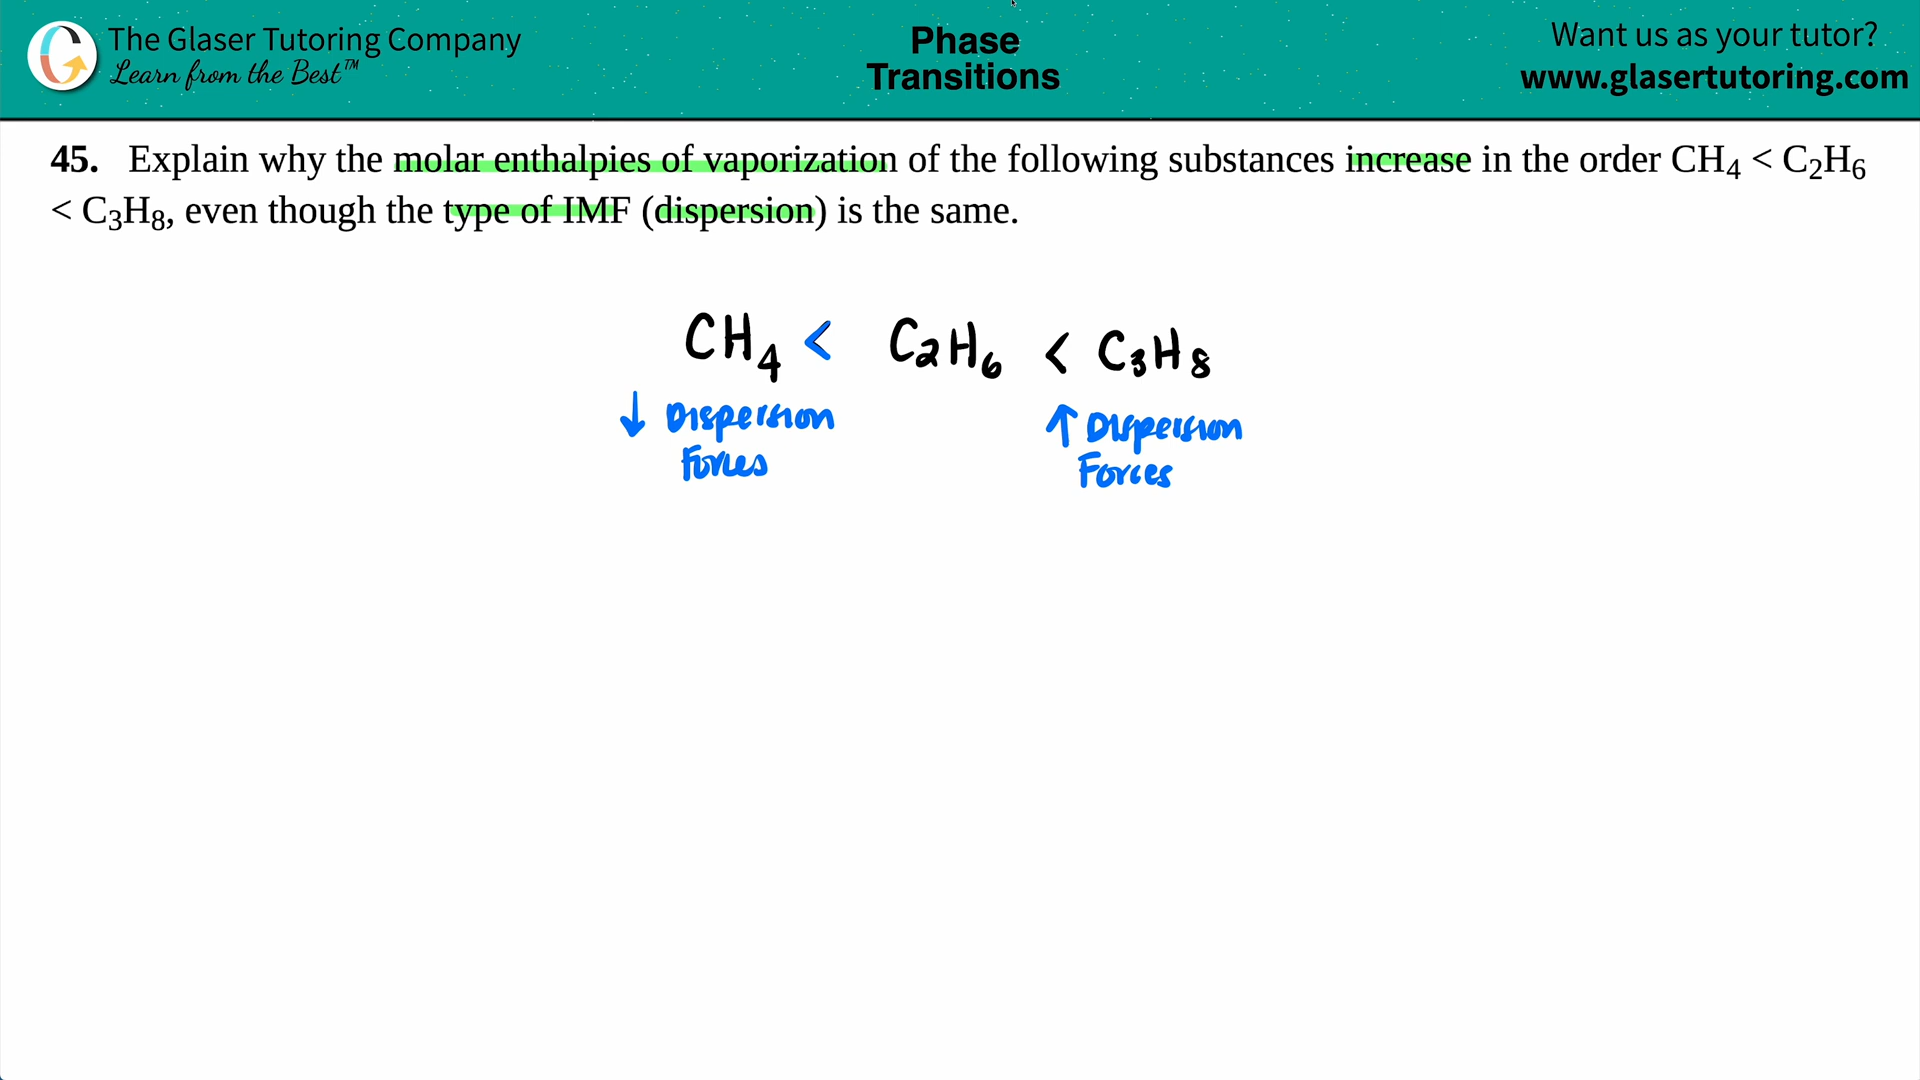 The Glaser Tutoring Company
Learn from the Best™
Phase
Transitions
Want us as your tutor?
www.glasertutoring.com
45. Explain why the molar enthalpies of vaporization of the following substances increase in the order CH₄ < C₂H₆
< C₃H₈, even though the type of IMF (dispersion) is the same.
CH₄ < C₂H₆ < C₃H₈
↓ Dispersion
Forces
↑ Dispersion
Forces